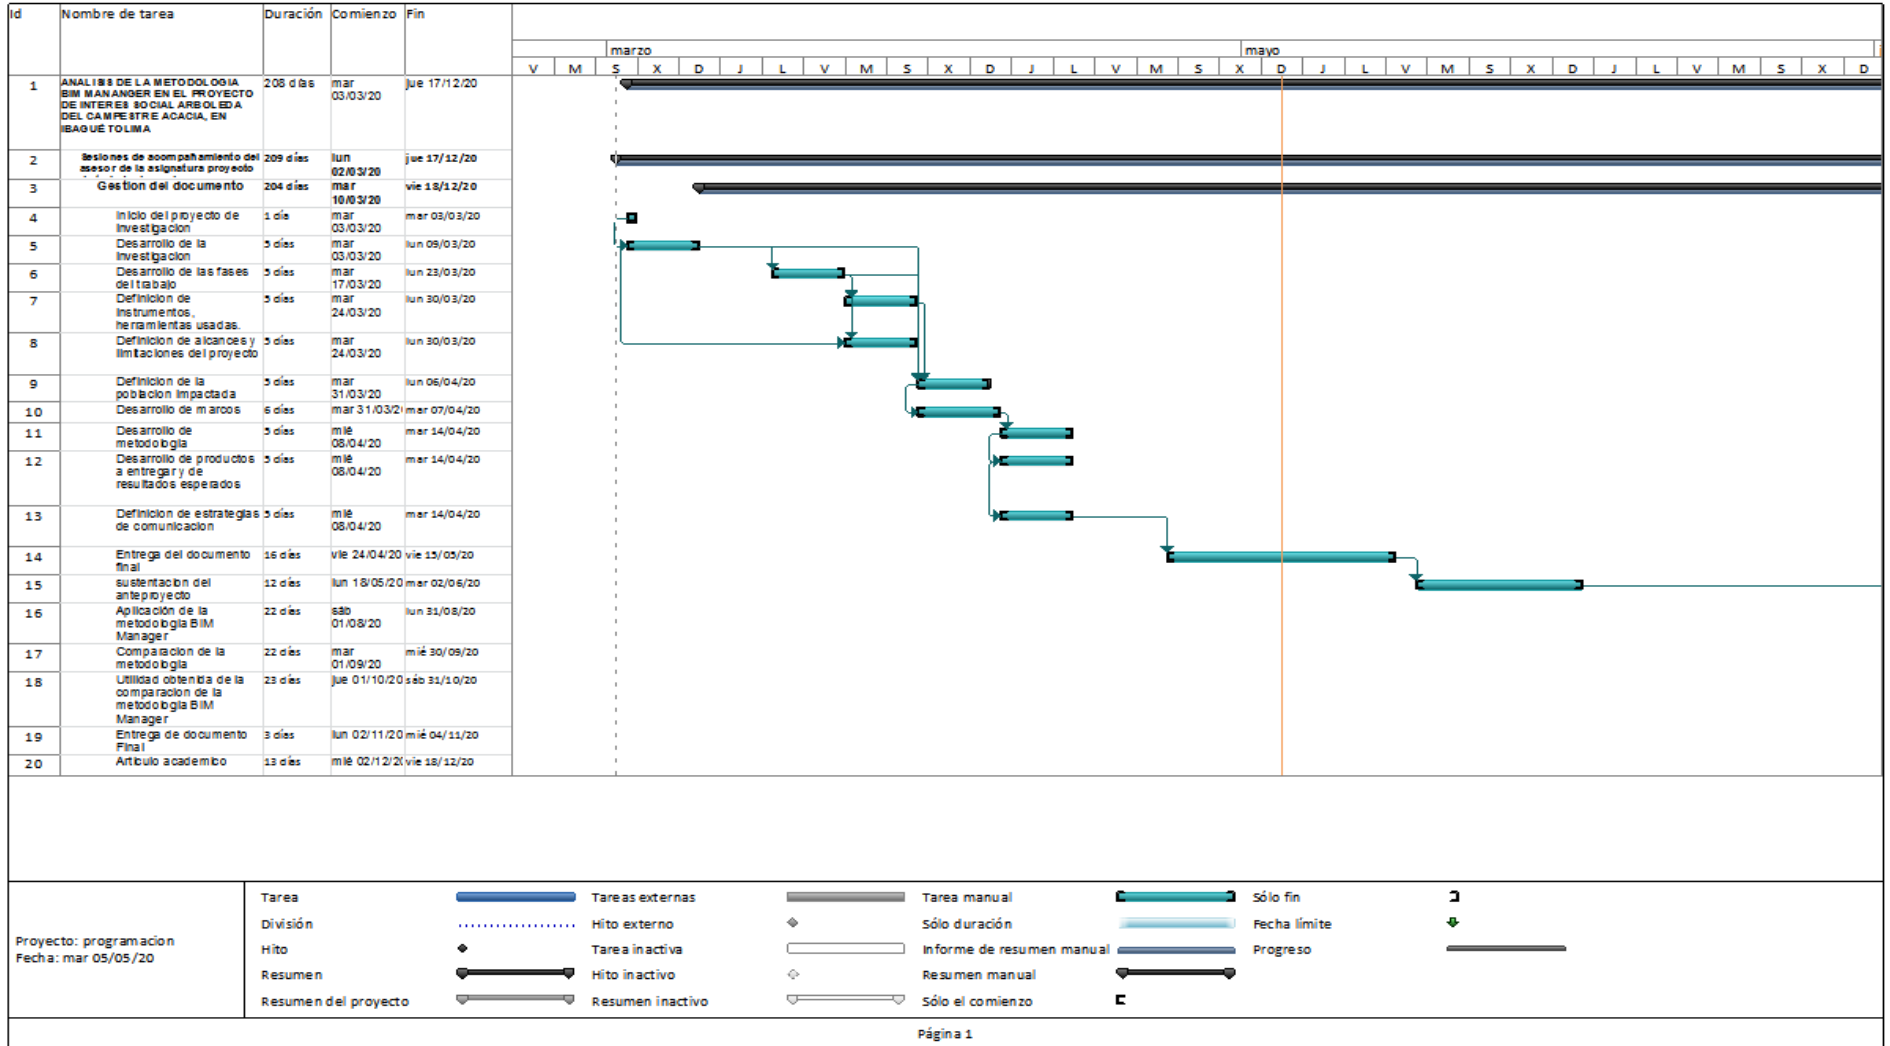 Id Nombre de tarea Duración Comienzo Fin
marzo mayo
V M S X D J L V M S X D J L V M S X D J L V M S X D J L V M S X D
1 ANALISIS DE LA METODOLOGIA 208 días mar jue 17/12/20
BIM MANANGER EN EL PROYECTO 03/03/20
DE INTERES SOCIAL ARBOLEDA
DEL CAMPESTRE ACACIA, EN
IBAGUÉ TOLIMA
2 Sesiones de acompañamiento del 209 días lun jue 17/12/20
asesor de la asignatura proyecto 02/03/20
3 Gestion del documento 204 días mar vie 18/12/20
10/03/20
4 Inicio del proyecto de 1 día mar mar 03/03/20
Investigacion 03/03/20
5 Desarrollo de la 5 días mar lun 09/03/20
Investigacion 03/03/20
6 Desarrollo de las fases 5 días mar lun 23/03/20
del trabajo 17/03/20
7 Definicion de 5 días mar lun 30/03/20
Instrumentos, 24/03/20
herramientas usadas.
8 Definicion de alcances y 5 días mar lun 30/03/20
limitaciones del proyecto 24/03/20
9 Definicion de la 5 días mar lun 06/04/20
poblacion impactada 31/03/20
10 Desarrollo de marcos 6 días mar 31/03/2 mar 07/04/20
11 Desarrollo de 5 días mié mar 14/04/20
metodologia 08/04/20
12 Desarrollo de productos 5 días mié mar 14/04/20
a entregar y de 08/04/20
resultados esperados
13 Definicion de estrategias 5 días mié mar 14/04/20
de comunicacion 08/04/20
14 Entrega del documento 16 días vie 24/04/20 vie 15/05/20
final
15 sustentacion del 12 días lun 18/05/20 mar 02/06/20
anteproyecto
16 Aplicación de la 22 días sáb lun 31/08/20
metodologia BIM 01/08/20
Manager
17 Comparacion de la 22 días mar mié 30/09/20
metodologia 01/09/20
18 Utilidad obtenida de la 23 días jue 01/10/20 sáb 31/10/20
comparacion de la
metodologia BIM
Manager
19 Entrega de documento 3 días lun 02/11/20 mié 04/11/20
Final
20 Articulo academico 13 días mié 02/12/20 vie 18/12/20
Proyecto: programacion
Fecha: mar 05/05/20
Tarea Tareas externas Tarea manual Sólo fin
División Hito externo Sólo duración Fecha límite
Hito Tarea inactiva Informe de resumen manual Progreso
Resumen Hito inactivo Resumen manual
Resumen del proyecto Resumen inactivo Sólo el comienzo
Página 1